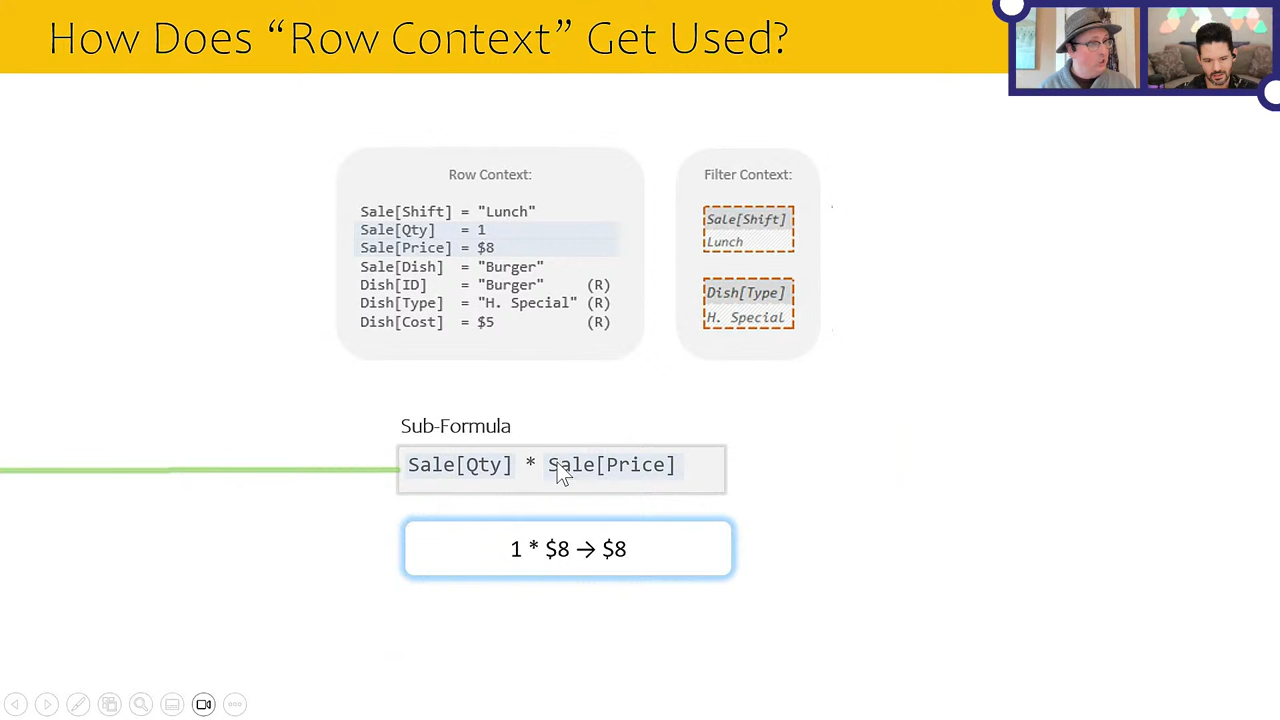 How Does “Row Context” Get Used?
Row Context:
Sale[Shift] = "Lunch"
Sale[Qty] = 1
Sale[Price] = $8
Sale[Dish] = "Burger"
Dish[ID] = "Burger" (R)
Dish[Type] = "H. Special" (R)
Dish[Cost] = $5 (R)
Filter Context:
Sale[Shift]
Lunch
Dish[Type]
H. Special
Sub-Formula
Sale[Qty] * Sale[Price]
1 * $8 → $8